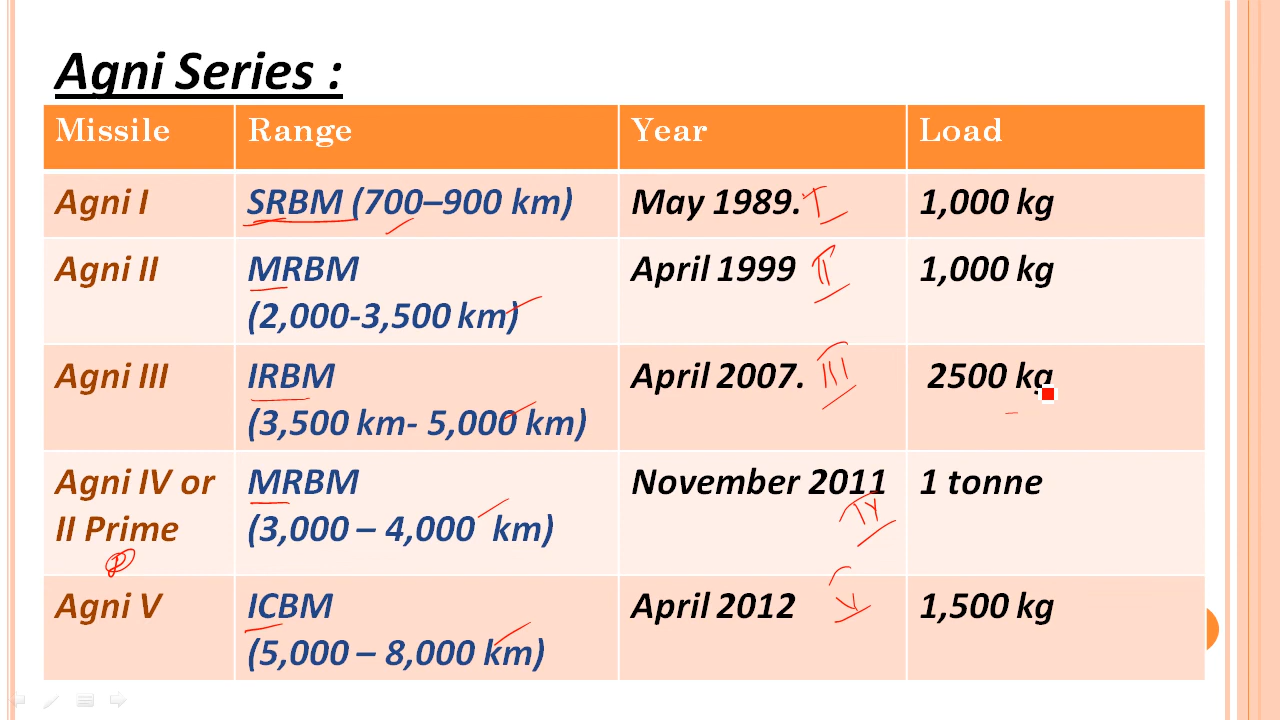 Agni Series :
Missile Range Year Load
Agni I SRBM (700–900 km) May 1989. I 1,000 kg
Agni II MRBM April 1999 II 1,000 kg
(2,000-3,500 km)
Agni III IRBM April 2007. III 2500 kg
(3,500 km- 5,000 km)
Agni IV or MRBM November 2011 1 tonne
II Prime (3,000 – 4,000 km) IV
P
Agni V ICBM April 2012 V 1,500 kg
(5,000 – 8,000 km)